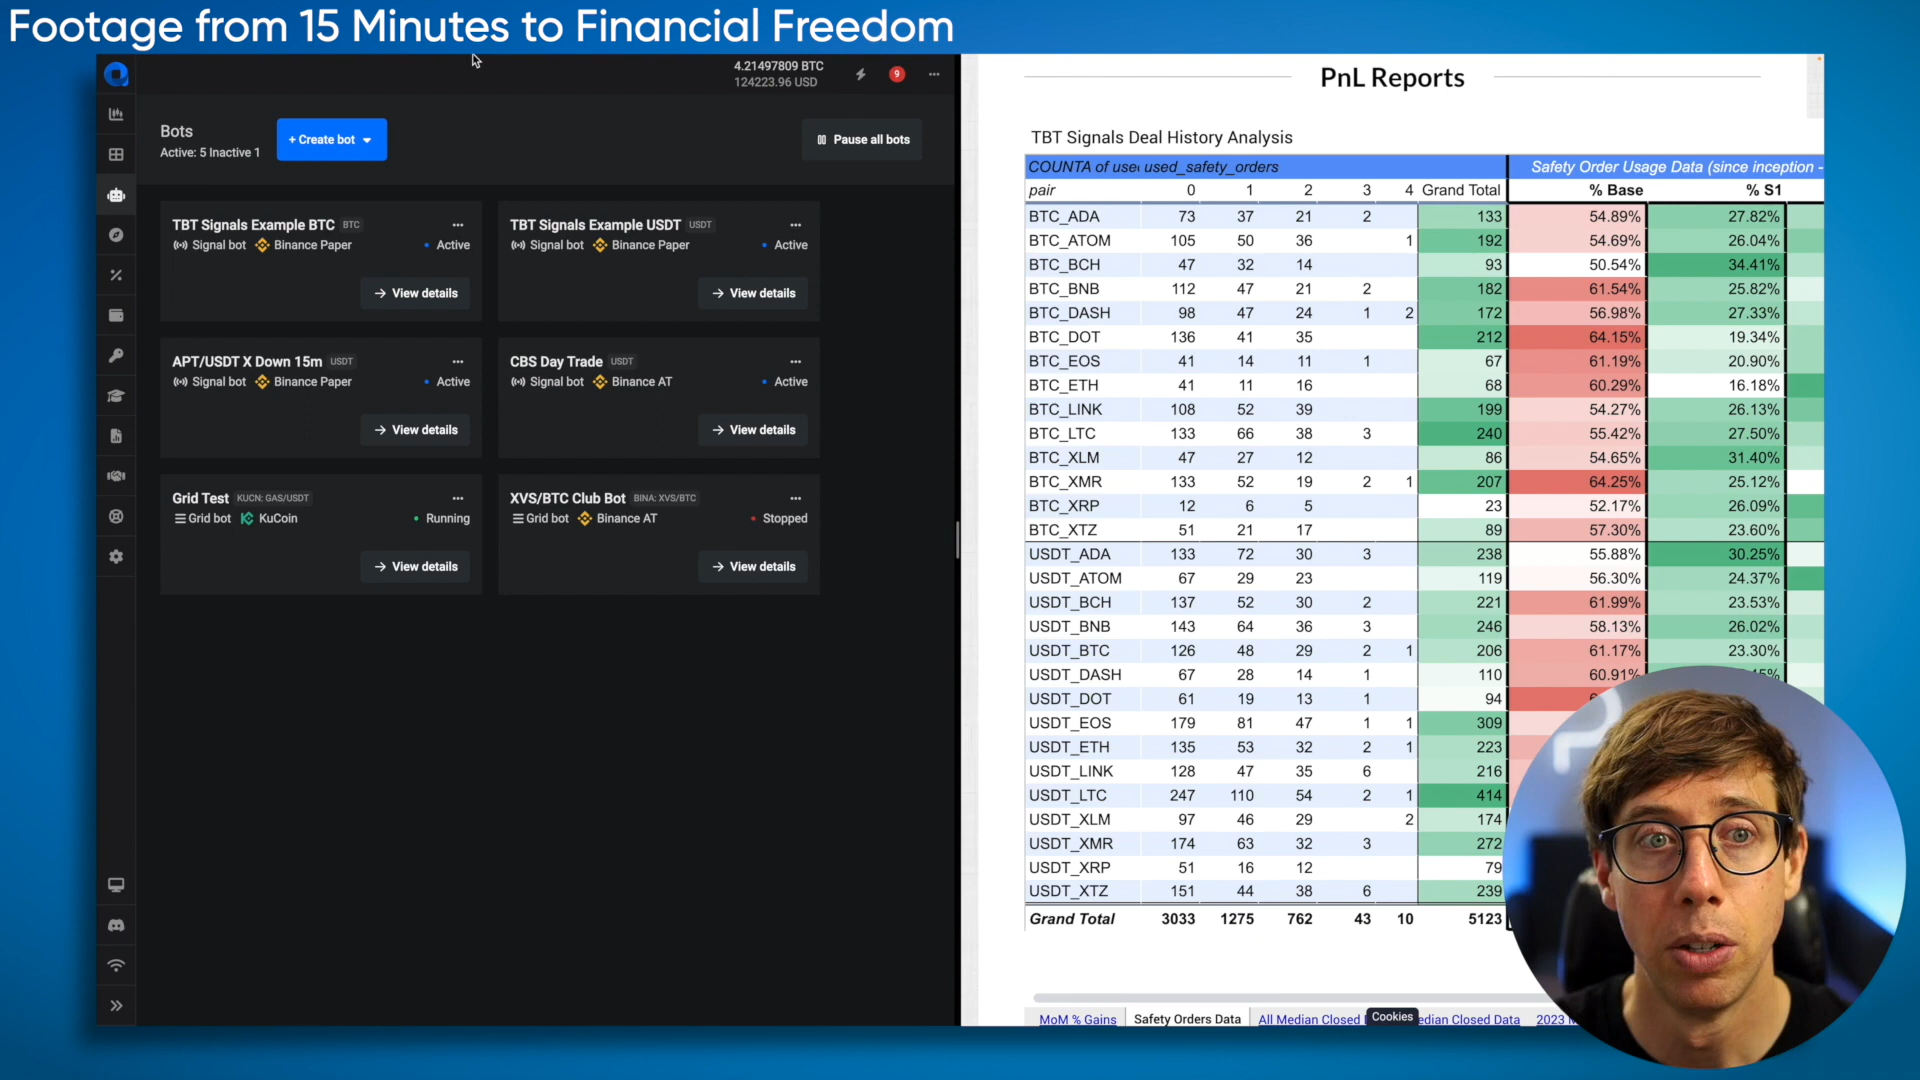 Footage from 15 Minutes to Financial Freedom
4.21497809 BTC
124223.96 USD
9
Bots
Active: 5 Inactive 1
+ Create bot
Pause all bots
TBT Signals Example BTC BTC
Signal bot Binance Paper Active
View details
TBT Signals Example USDT USDT
Signal bot Binance Paper Active
View details
APT/USDT X Down 15m USDT
Signal bot Binance Paper Active
View details
CBS Day Trade USDT
Signal bot Binance AT Active
View details
Grid Test KUCN: GAS/USDT
Grid bot KuCoin Running
View details
XVS/BTC Club Bot BINA: XVS/BTC
Grid bot Binance AT Stopped
View details
PnL Reports
TBT Signals Deal History Analysis
COUNTA of use used_safety_orders Safety Order Usage Data (since inception -
pair 0 1 2 3 4 Grand Total % Base % S1
BTC_ADA 73 37 21 2 133 54.89% 27.82%
BTC_ATOM 105 50 36 1 192 54.69% 26.04%
BTC_BCH 47 32 14 93 50.54% 34.41%
BTC_BNB 112 47 21 2 182 61.54% 25.82%
BTC_DASH 98 47 24 1 2 172 56.98% 27.33%
BTC_DOT 136 41 35 212 64.15% 19.34%
BTC_EOS 41 14 11 1 67 61.19% 20.90%
BTC_ETH 41 11 16 68 60.29% 16.18%
BTC_LINK 108 52 39 199 54.27% 26.13%
BTC_LTC 133 66 38 3 240 55.42% 27.50%
BTC_XLM 47 27 12 86 54.65% 31.40%
BTC_XMR 133 52 19 2 1 207 64.25% 25.12%
BTC_XRP 12 6 5 23 52.17% 26.09%
BTC_XTZ 51 21 17 89 57.30% 23.60%
USDT_ADA 133 72 30 3 238 55.88% 30.25%
USDT_ATOM 67 29 23 119 56.30% 24.37%
USDT_BCH 137 52 30 2 221 61.99% 23.53%
USDT_BNB 143 64 36 3 246 58.13% 26.02%
USDT_BTC 126 48 29 2 1 206 61.17% 23.30%
USDT_DASH 67 28 14 1 110 60.91%
USDT_DOT 61 19 13 1 94
USDT_EOS 179 81 47 1 1 309
USDT_ETH 135 53 32 2 1 223
USDT_LINK 128 47 35 6 216
USDT_LTC 247 110 54 2 1 414
USDT_XLM 97 46 29 2 174
USDT_XMR 174 63 32 3 272
USDT_XRP 51 16 12 79
USDT_XTZ 151 44 38 6 239
Grand Total 3033 1275 762 43 10 5123
MoM % Gains Safety Orders Data All Median Closed Cookies edian Closed Data 2023